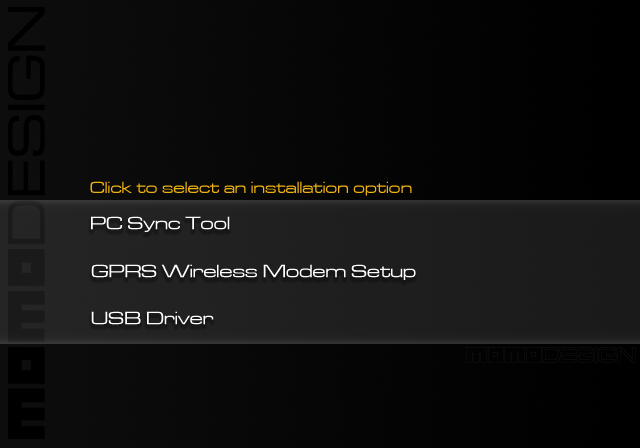 Click to select an installation option
PC Sync Tool
GPRS Wireless Modem Setup
USB Driver
MOMODESIGN
MOMODESIGN